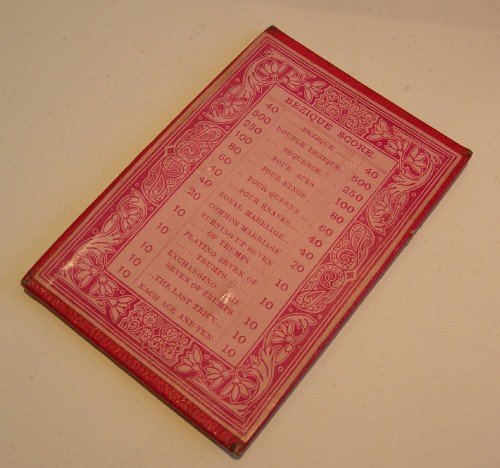 BEZIQUE SCORE.
40 ....BEZIQUE .... 40
500 DOUBLE BEZIQUE. 500
250 ...SEQUENCE... 250
100 ...FOUR ACES... 100
80 ..FOUR KINGS... 80
60 ..FOUR QUEENS... 60
40 ..FOUR KNAVES... 40
40 ROYAL MARRIAGE.. 40
20 COMMON MARRIAGE 20
TURNING UP SEVEN
10 OF TRUMPS .... 10
PLAYING SEVEN OF
10 TRUMPS 10
EXCHANGING THE
10 SEVEN OF TRUMPS 10
10 ..THE LAST TRICK.. 10
10 EACH ACE AND TEN 10